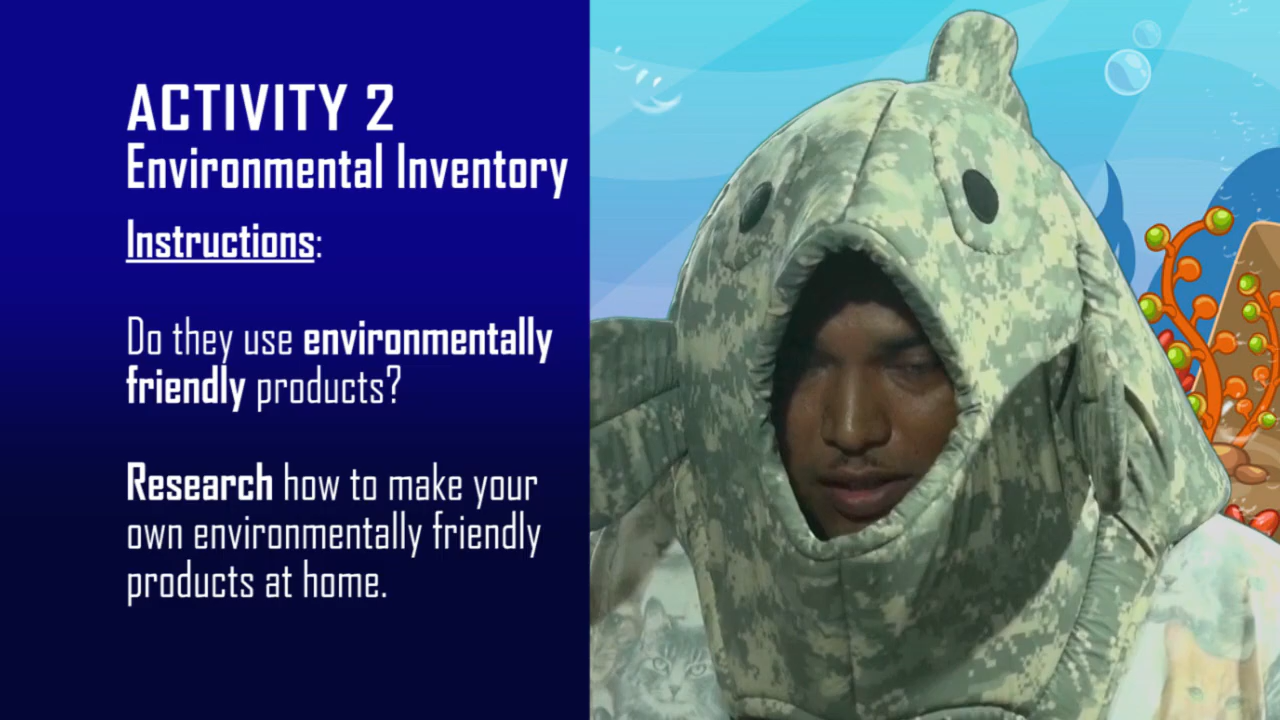 ACTIVITY 2
Environmental Inventory
Instructions:
Do they use environmentally
friendly products?
Research how to make your
own environmentally friendly
products at home.